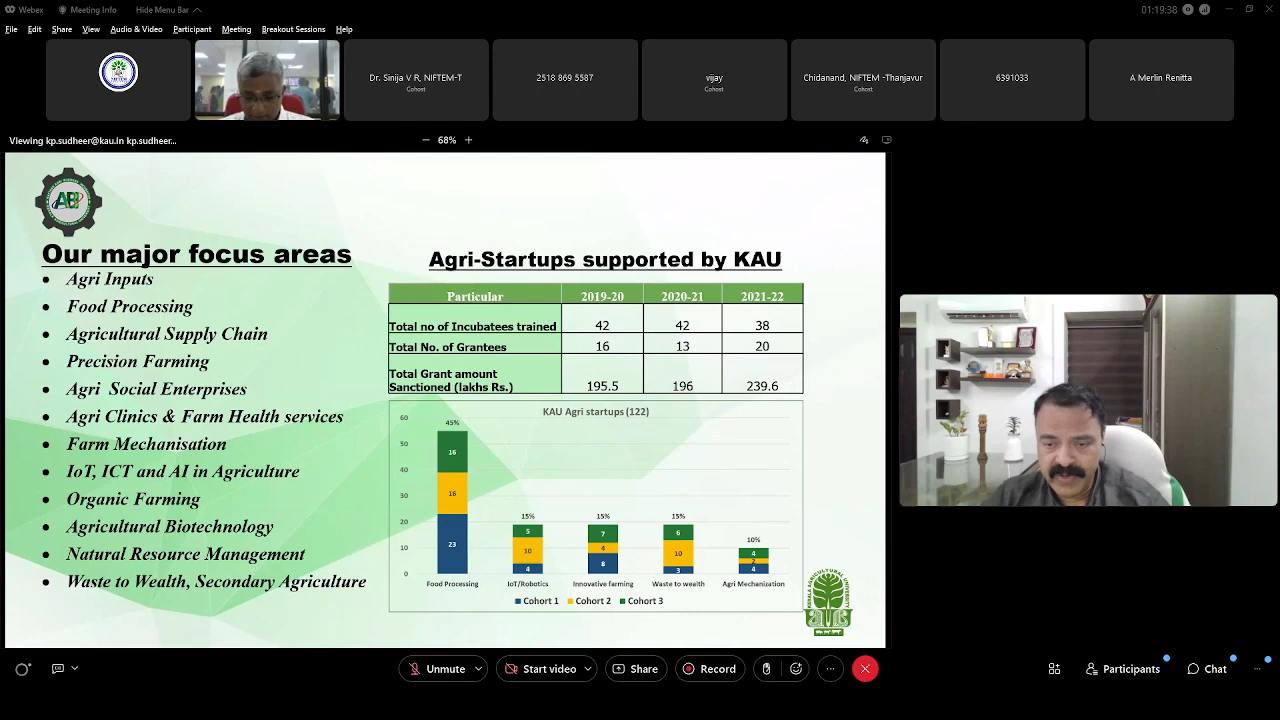 Webex
Meeting Info
Hide Menu Bar
01:19:38
File Edit Share View Audio & Video Participant Meeting Breakout Sessions Help
NIFTEM
Dr. Sinija V R, NIFTEM-T
Cohost
2518 869 5587
vijay
Cohost
Chidanand, NIFTEM -Thanjavur
Cohost
6391033
A Merlin Renitta
Viewing kp.sudheer@kau.in kp.sudheer...
− 68% +
ABI
Our major focus areas
• Agri Inputs
• Food Processing
• Agricultural Supply Chain
• Precision Farming
• Agri Social Enterprises
• Agri Clinics & Farm Health services
• Farm Mechanisation
• IoT, ICT and AI in Agriculture
• Organic Farming
• Agricultural Biotechnology
• Natural Resource Management
• Waste to Wealth, Secondary Agriculture
Agri-Startups supported by KAU
Particular 2019-20 2020-21 2021-22
Total no of Incubatees trained 42 42 38
Total No. of Grantees 16 13 20
Total Grant amount
Sanctioned (lakhs Rs.) 195.5 196 239.6
KAU Agri startups (122)
60
50
40
30
20
10
0
45%
16
16
23
15%
5
10
4
15%
7
4
8
15%
6
10
3
10%
4
2
4
Food Processing IoT/Robotics Innovative farming Waste to wealth Agri Mechanization
Cohort 1 Cohort 2 Cohort 3
KERALA AGRICULTURAL UNIVERSITY
Unmute
Start video
Share
Record
Participants
Chat